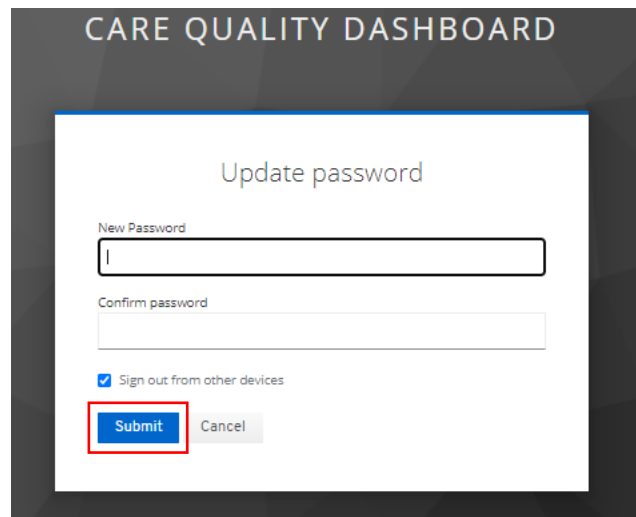 CARE QUALITY DASHBOARD
Update password
New Password
Confirm password
Sign out from other devices
Submit Cancel